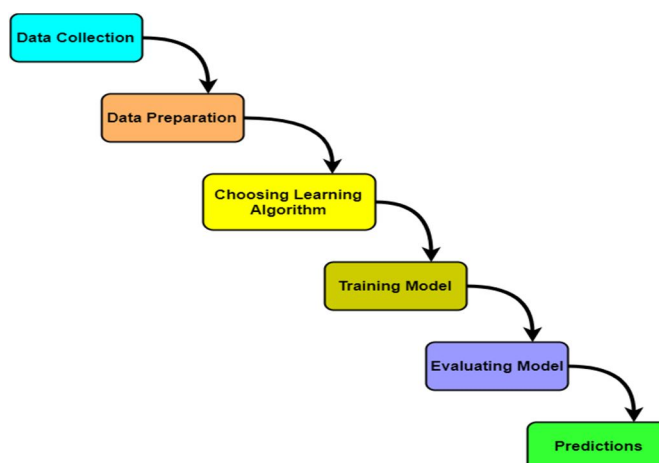 Data Collection
Data Preparation
Choosing Learning
Algorithm
Training Model
Evaluating Model
Predictions